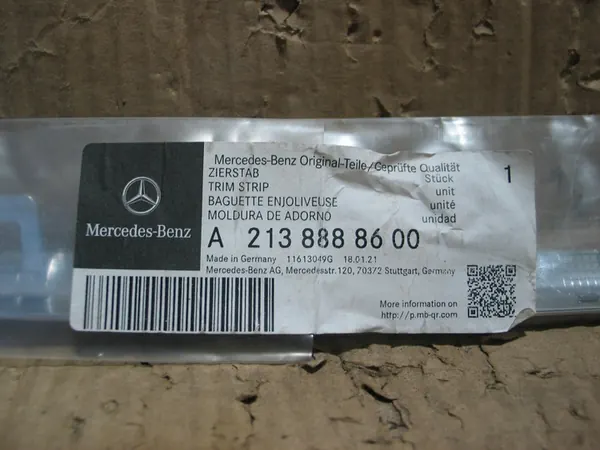 Mercedes-Benz Original-Teile/Geprüfte Qualität
ZIERSTAB Stück 1
TRIM STRIP unit
BAGUETTE ENJOLIVEUSE unité
MOLDURA DE ADORNO unidad
Mercedes-Benz
A 213 888 86 00
Made in Germany 11613049G 18.01.21
Mercedes-Benz AG, Mercedesstr.120, 70372 Stuttgart, Germany
More information on
http://p.mb-qr.com/